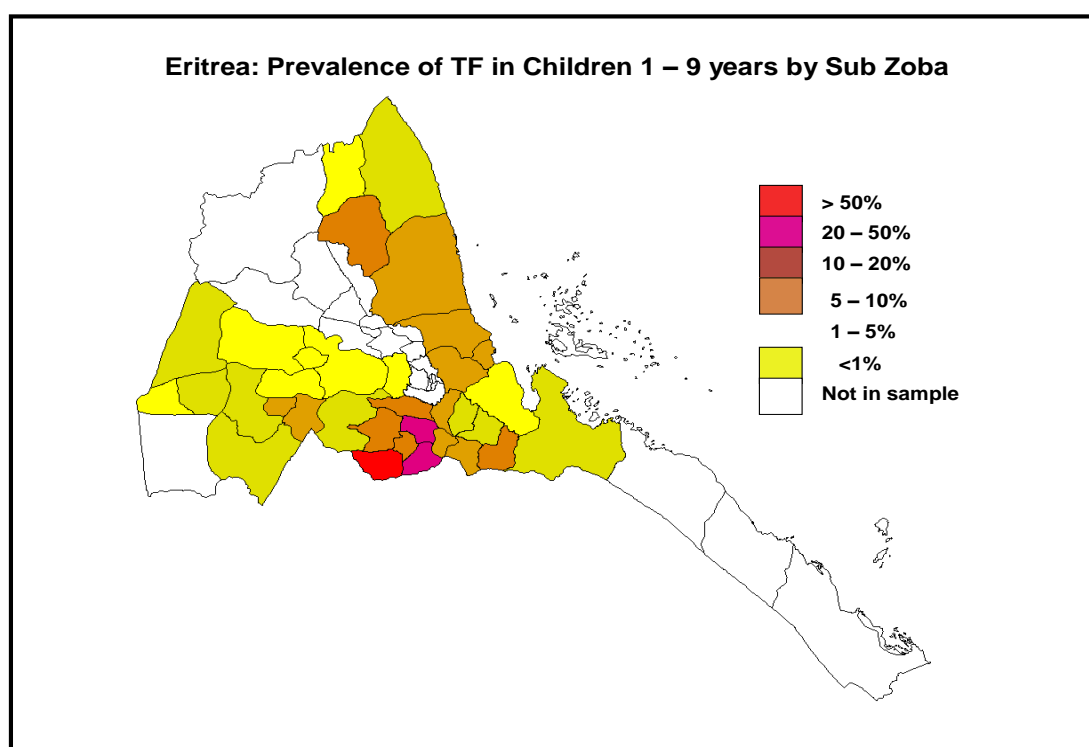 Eritrea: Prevalence of TF in Children 1 – 9 years by Sub Zoba
> 50%
20 – 50%
10 – 20%
5 – 10%
1 – 5%
<1%
Not in sample